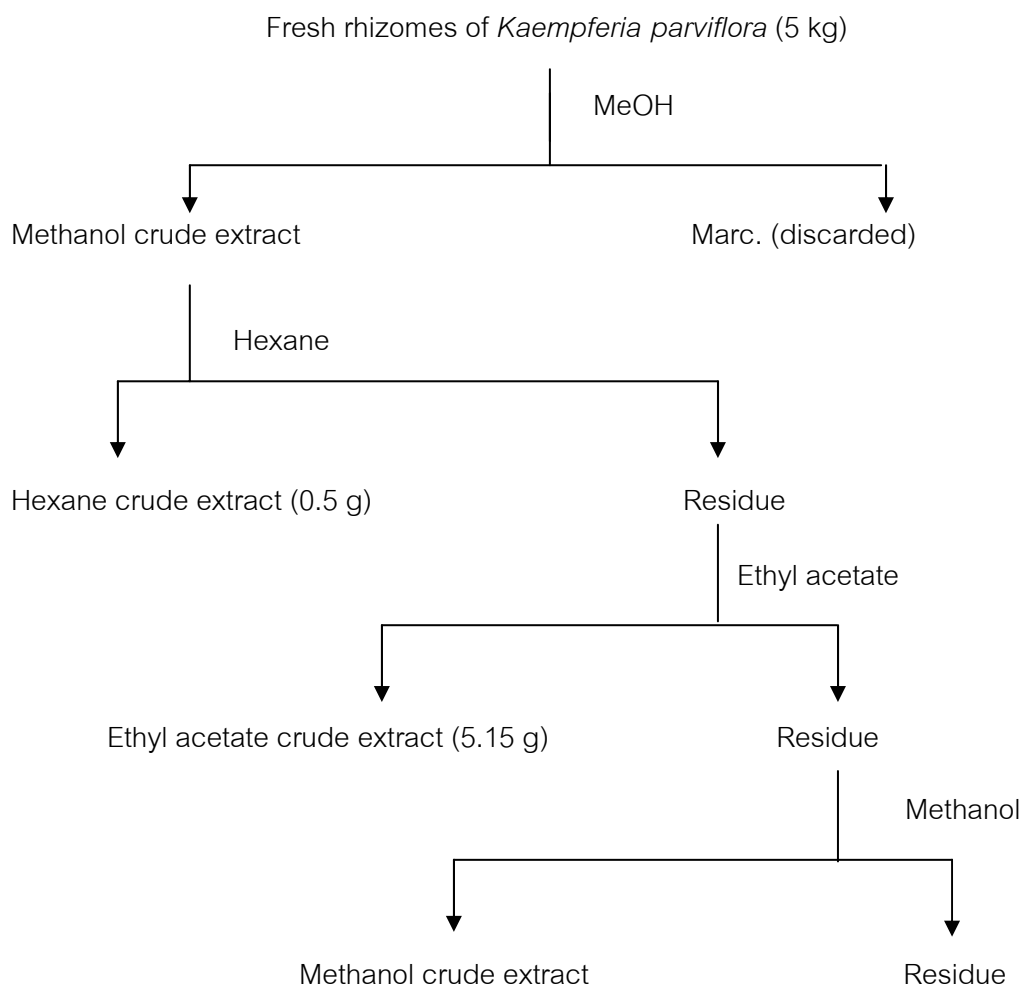 Fresh rhizomes of Kaempferia parviflora (5 kg)
MeOH
Methanol crude extract
Marc. (discarded)
Hexane
Hexane crude extract (0.5 g)
Residue
Ethyl acetate
Ethyl acetate crude extract (5.15 g)
Residue
Methanol
Methanol crude extract
Residue